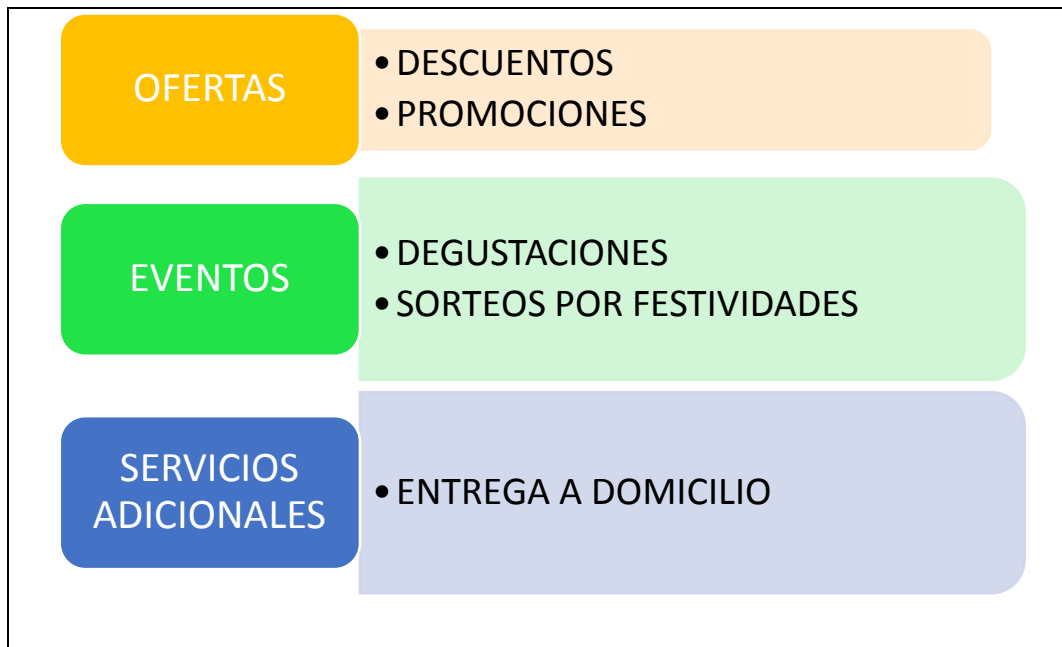 OFERTAS
• DESCUENTOS
• PROMOCIONES
EVENTOS
• DEGUSTACIONES
• SORTEOS POR FESTIVIDADES
SERVICIOS
ADICIONALES
• ENTREGA A DOMICILIO